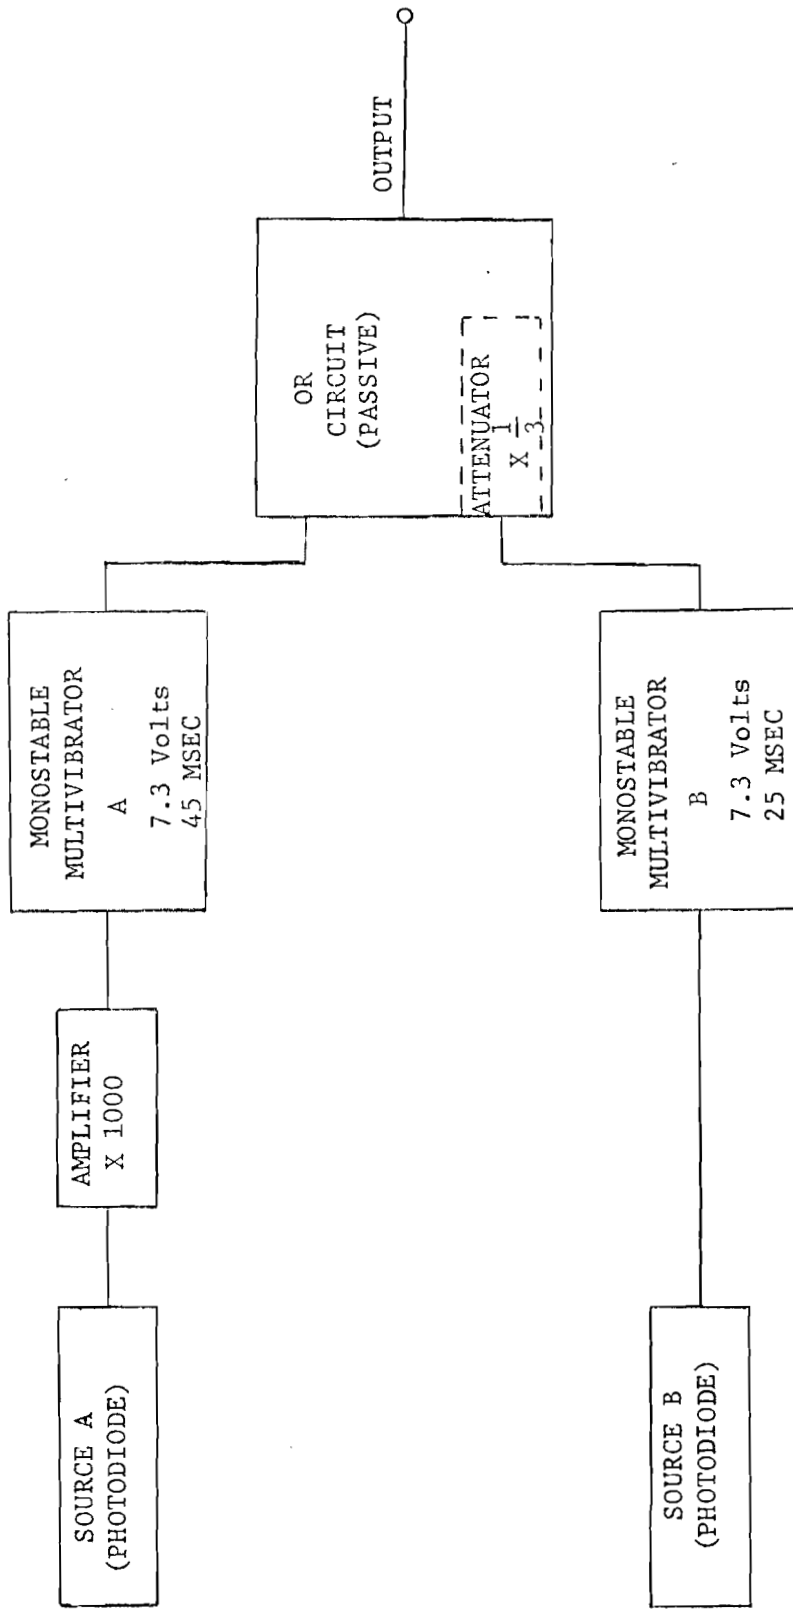 SOURCE A
(PHOTODIODE)
AMPLIFIER
X 1000
MONOSTABLE
MULTIVIBRATOR
A
7.3 Volts
45 MSEC
SOURCE B
(PHOTODIODE)
MONOSTABLE
MULTIVIBRATOR
B
7.3 Volts
25 MSEC
OR
CIRCUIT
(PASSIVE)
ATTENUATOR
X 1/3
OUTPUT